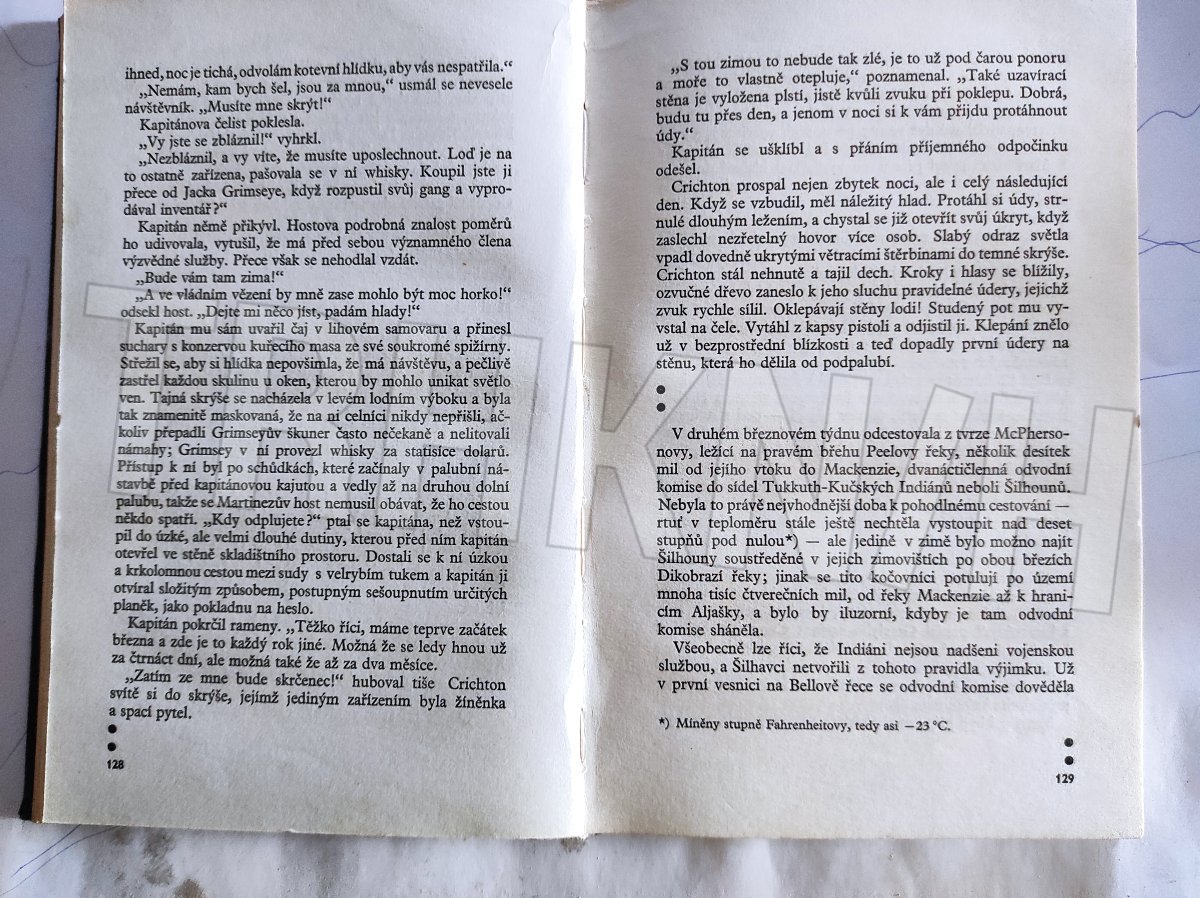 ihned, noc je tichá, odvolám kotevní hlídku, aby vás nespatřila.“
„Nemám, kam bych šel, jsou za mnou,“ usmál se nevesele
návštěvník. „Musíte mne skrýt!“
Kapitánova čelist poklesla.
„Vy jste se zbláznil!“ vyhrkl.
„Nezbláznil, a vy víte, že musíte uposlechnout. Loď je na
to ostatně zařízena, pašovala se v ní whisky. Koupil jste ji
přece od Jacka Grimseye, když rozpustil svůj gang a vypro-
dával inventář?“
Kapitán němě přikývl. Hostova podrobná znalost poměrů
ho udivovala, vytušil, že má před sebou významného člena
výzvědné služby. Přece však se nehodlal vzdát.
„Bude vám tam zima!“
„A ve vládním vězení by mně zase mohlo být moc horko!“
odsekl host. „Dejte mi něco jíst, padám hlady!“
Kapitán mu sám uvařil čaj v lihovém samovaru a přinesl
suchary s konzervou kuřecího masa ze své soukromé spižírny.
Střežil se, aby si hlídka nepovšimla, že má návštěvu, a pečlivě
zastřel každou skulinu u oken, kterou by mohlo unikat světlo
ven. Tajná skrýše se nacházela v levém lodním výboku a byla
tak znamenitě maskovaná, že na ni celníci nikdy nepřišli, ač-
koliv přepadli Grimseyův škuner často nečekaně a nelitovali
námahy; Grimsey v ní provezl whisky za statisíce dolarů.
Přístup k ní byl po schůdkách, které začínaly v palubní ná-
stavbě před kapitánovou kajutou a vedly až na druhou dolní
palubu, takže se Martinezův host nemusil obávat, že ho cestou
někdo spatří. „Kdy odplujete?“ ptal se kapitána, než vstou-
pil do úzké, ale velmi dlouhé dutiny, kterou před ním kapitán
otevřel ve stěně skladištního prostoru. Dostali se k ní úzkou
a krkolomnou cestou mezi sudy s velrybím tukem a kapitán ji
otvíral složitým způsobem, postupným sešoupnutím určitých
planěk, jako pokladnu na heslo.
Kapitán pokrčil rameny. „Těžko říci, máme teprve začátek
března a zde je to každý rok jiné. Možná že se ledy hnou už
za čtrnáct dní, ale možná také že až za dva měsíce.
„Zatím ze mne bude skrčenec!“ huboval tiše Crichton
svítě si do skrýše, jejímž jediným zařízením byla žíněnka
a spací pytel.
128
„S tou zimou to nebude tak zlé, je to už pod čarou ponoru
a moře to vlastně otepluje,“ poznamenal. „Také uzavírací
stěna je vyložena plstí, jistě kvůli zvuku při poklepu. Dobrá,
budu tu přes den, a jenom v noci si k vám přijdu protáhnout
údy.“
Kapitán se ušklíbl a s přáním příjemného odpočinku
odešel.
Crichton prospal nejen zbytek noci, ale i celý následující
den. Když se vzbudil, měl náležitý hlad. Protáhl si údy, str-
nulé dlouhým ležením, a chystal se již otevřít svůj úkryt, když
zaslechl nezřetelný hovor více osob. Slabý odraz světla
vpadl dovedně ukrytými větracími štěrbinami do temné skrýše.
Crichton stál nehnutě a tajil dech. Kroky i hlasy se blížily,
ozvučné dřevo zaneslo k jeho sluchu pravidelné údery, jejichž
zvuk rychle sílil. Oklepávají stěny lodi! Studený pot mu vy-
vstal na čele. Vytáhl z kapsy pistoli a odjistil ji. Klepání znělo
už v bezprostřední blízkosti a teď dopadly první údery na
stěnu, která ho dělila od podpalubí.
V druhém březnovém týdnu odcestovala z tvrze McPherso-
novy, ležící na pravém břehu Peelovy řeky, několik desítek
mil od jejího vtoku do Mackenzie, dvanáctičlenná odvodní
komise do sídel Tukkuth-Kučských Indiánů neboli Šilhounů.
Nebyla to právě nejvhodnější doba k pohodlnému cestování —
rtuť v teploměru stále ještě nechtěla vystoupit nad deset
stupňů pod nulou*) — ale jedině v zimě bylo možno najít
Šilhouny soustředěné v jejich zimovištích po obou březích
Dikobrazí řeky; jinak se tito kočovníci potulují po území
mnoha tisíc čtverečních mil, od řeky Mackenzie až k hrani-
cím Aljašky, a bylo by iluzorní, kdyby je tam odvodní
komise sháněla.
Všeobecně lze říci, že Indiáni nejsou nadšeni vojenskou
službou, a Šilhavci netvořili z tohoto pravidla výjimku. Už
v první vesnici na Bellově řece se odvodní komise dověděla
*) Míněny stupně Fahrenheitovy, tedy asi —23 °C.
129
TRHKNIH